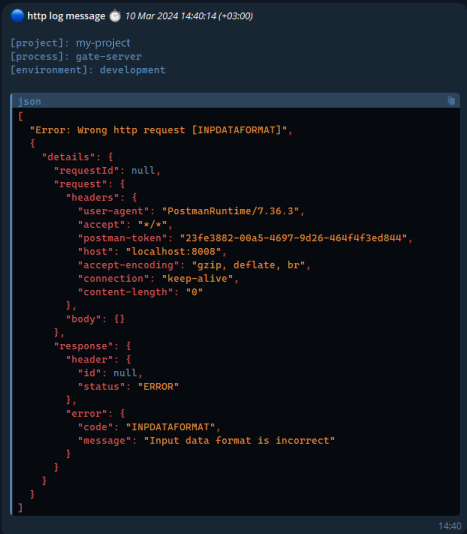 http log message ⏱ 10 Mar 2024 14:40:14 (+03:00)
[project]: my-project
[process]: gate-server
[environment]: development
json
[
  "Error: Wrong http request [INPDATAFORMAT]",
  {
    "details": {
      "requestId": null,
      "request": {
        "headers": {
          "user-agent": "PostmanRuntime/7.36.3",
          "accept": "*/*",
          "postman-token": "23fe3882-00a5-4697-9d26-464f4f3ed844",
          "host": "localhost:8008",
          "accept-encoding": "gzip, deflate, br",
          "connection": "keep-alive",
          "content-length": "0"
        },
        "body": {}
      },
      "response": {
        "header": {
          "id": null,
          "status": "ERROR"
        },
        "error": {
          "code": "INPDATAFORMAT",
          "message": "Input data format is incorrect"
        }
      }
    }
  }
]
14:40